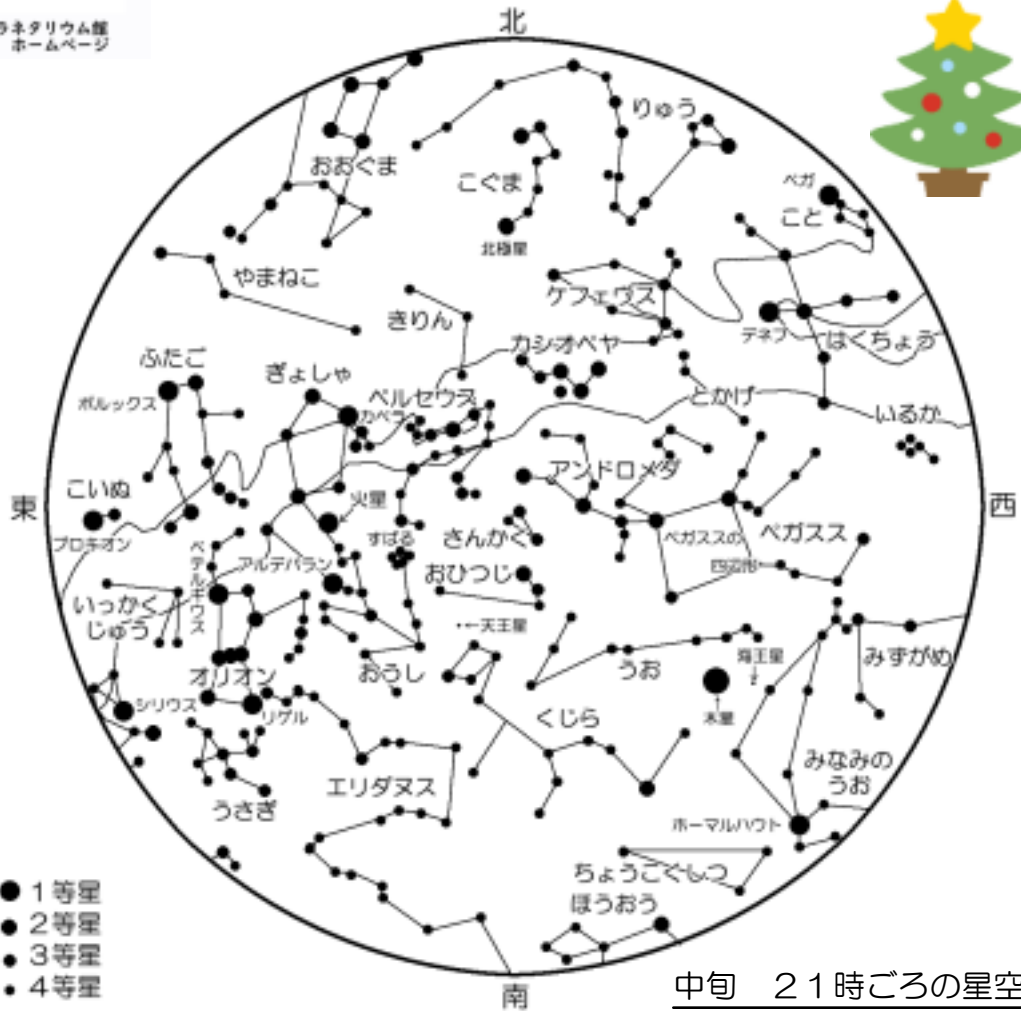 ラネタリウム館
ホームページ
北
りゅう
おおぐま
こぐま
ベガ
こと
北極星
やまねこ
ケフェウス
きりん
デネブ
はくちょう
カシオペヤ
ふたご
ぎょしゃ
ペルセウス
とかげ
ポルックス
カペラ
いるか
アンドロメダ
こいぬ
火星
東
西
プロキオン
すばる
さんかく
ペガススの
四辺形
ペガスス
ベテルギウス
アルデバラン
おひつじ
いっかく
じゅう
・←天王星
オリオン
おうし
うお
海王星
みずがめ
シリウス
リゲル
くじら
木星
エリダヌス
みなみの
うお
うさぎ
ホーマルハウト
ちょうこくしつ
ほうおう
1等星
2等星
3等星
4等星
南
中旬 21時ごろの星空